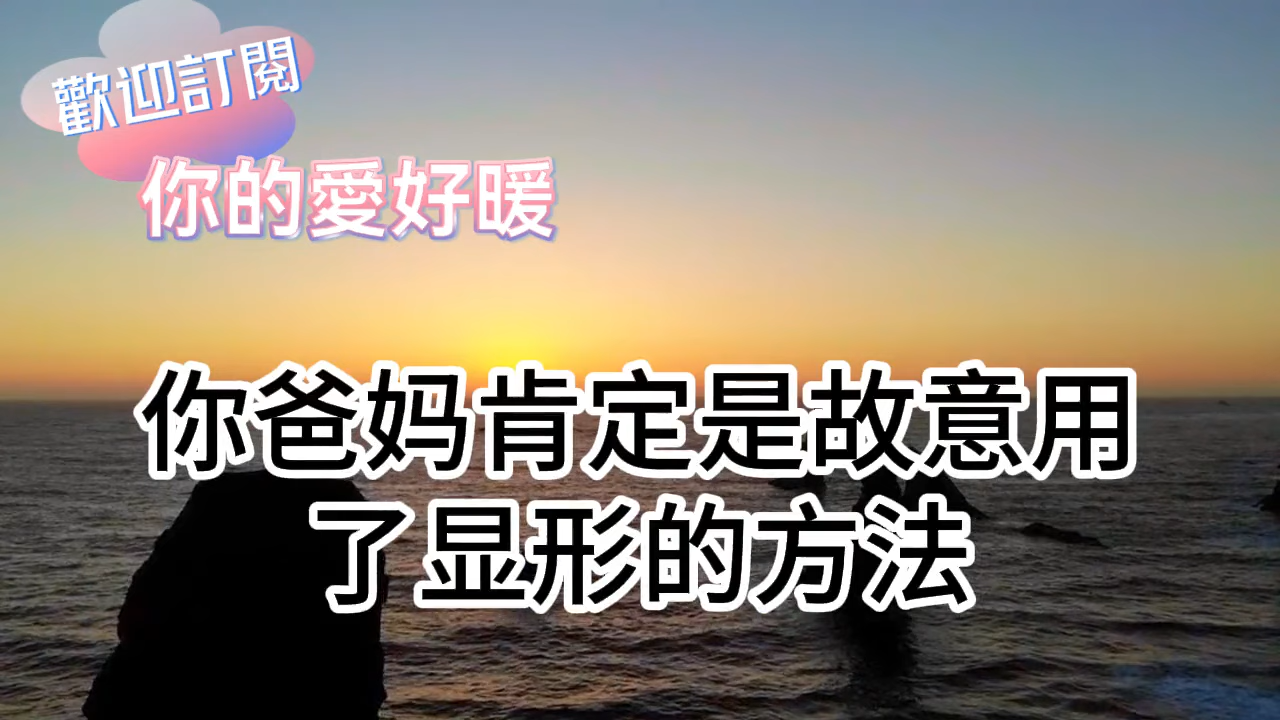 歡迎訂閱
你的愛好暖
你爸妈肯定是故意用
了显形的方法